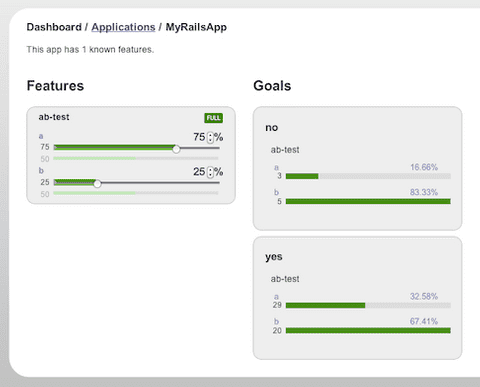 Dashboard / Applications / MyRailsApp
This app has 1 known features.
Features
ab-test FULL
a
75 75 %
50
b
25 25 %
50
Goals
no
ab-test
a 16.66%
3
b 83.33%
5
yes
ab-test
a 32.58%
29
b 67.41%
20